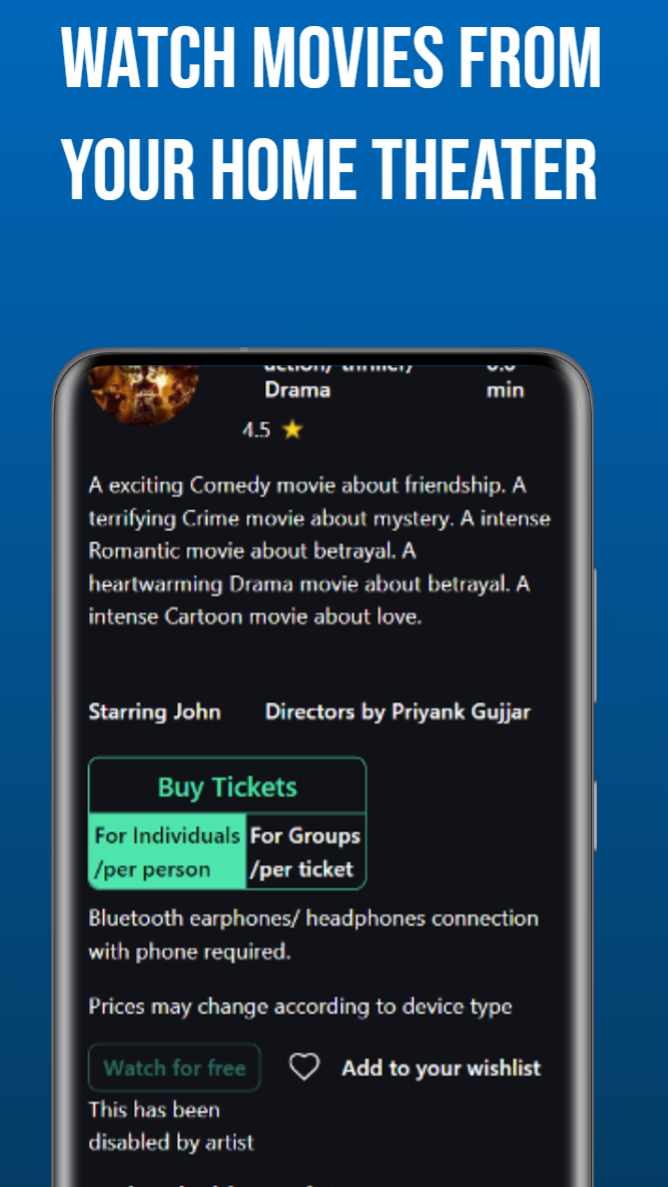 WATCH MOVIES FROM
YOUR HOME THEATER
action/ thriller/
Drama
min
4.5
A exciting Comedy movie about friendship. A
terrifying Crime movie about mystery. A intense
Romantic movie about betrayal. A
heartwarming Drama movie about betrayal. A
intense Cartoon movie about love.
Starring John Directors by Priyank Gujjar
Buy Tickets
For Individuals For Groups
/per person /per ticket
Bluetooth earphones/ headphones connection
with phone required.
Prices may change according to device type
Watch for free Add to your wishlist
This has been
disabled by artist